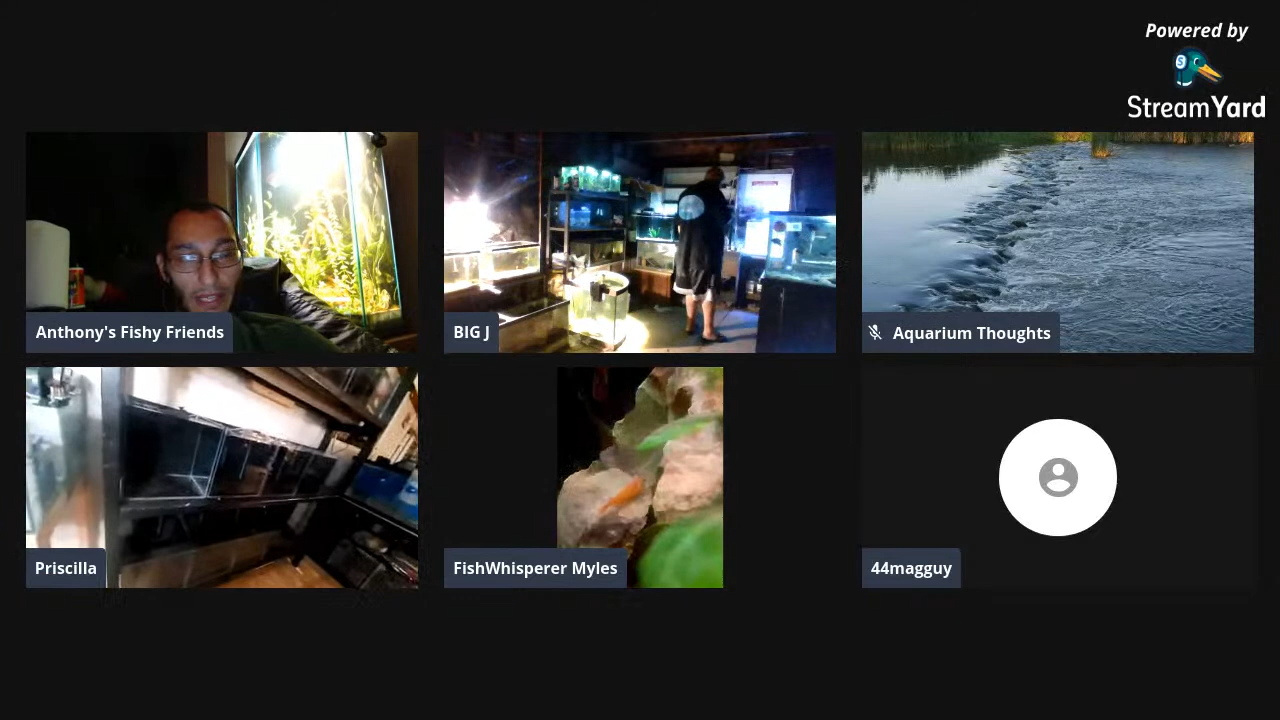 Powered by
S
StreamYard
Anthony's Fishy Friends
BIG J
Aquarium Thoughts
Priscilla
FishWhisperer Myles
44magguy